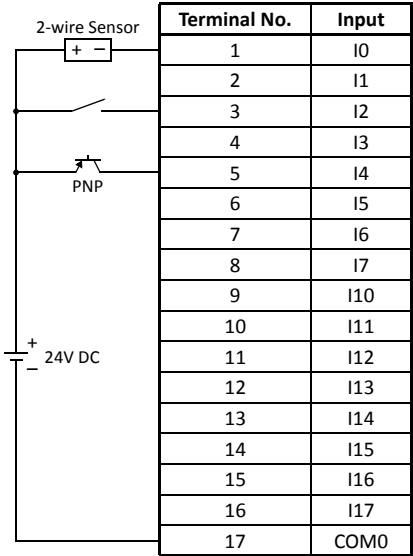 2-wire Sensor
+ −
PNP
+
24V DC
−
Terminal No. Input
1 I0
2 I1
3 I2
4 I3
5 I4
6 I5
7 I6
8 I7
9 I10
10 I11
11 I12
12 I13
13 I14
14 I15
15 I16
16 I17
17 COM0